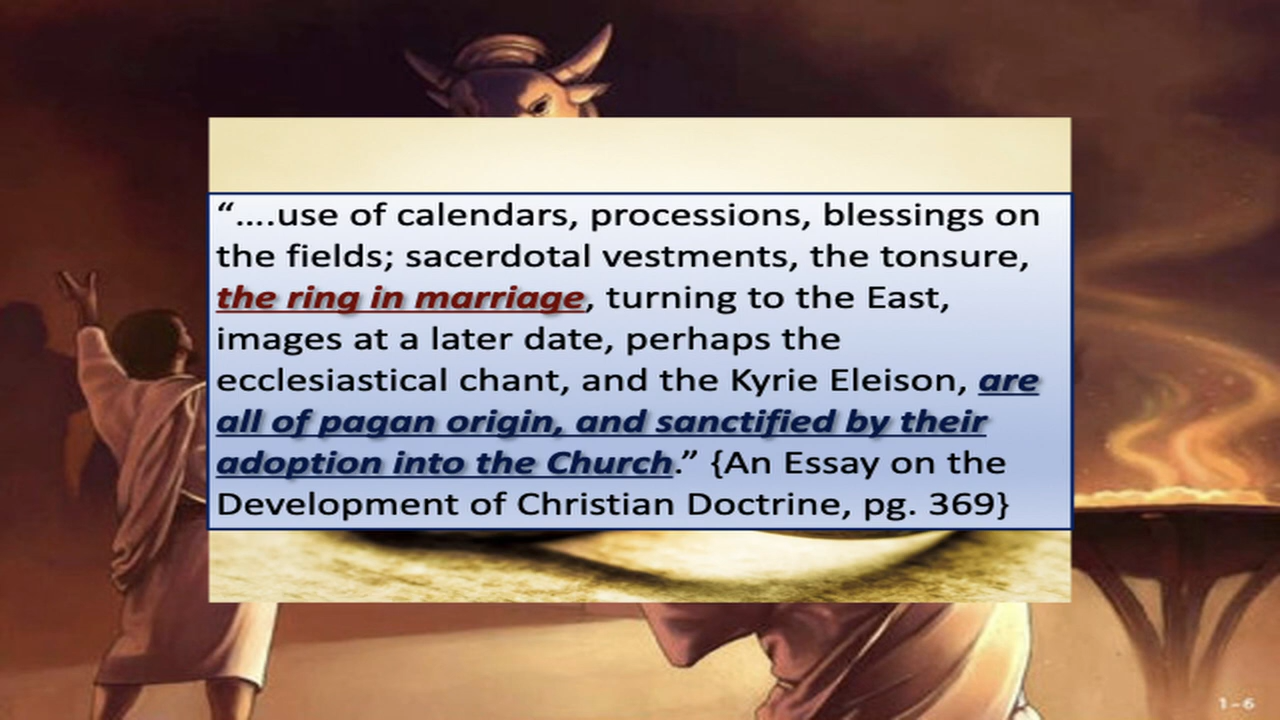 “....use of calendars, processions, blessings on
the fields; sacerdotal vestments, the tonsure,
the ring in marriage, turning to the East,
images at a later date, perhaps the
ecclesiastical chant, and the Kyrie Eleison, are
all of pagan origin, and sanctified by their
adoption into the Church.” {An Essay on the
Development of Christian Doctrine, pg. 369}
1-6